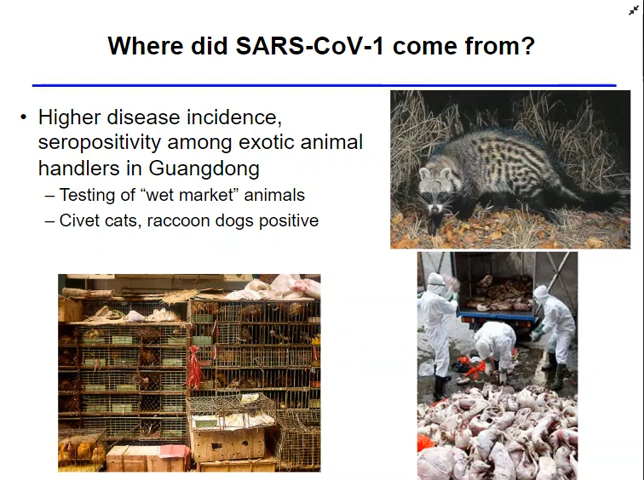 Where did SARS-CoV-1 come from?
• Higher disease incidence,
seropositivity among exotic animal
handlers in Guangdong
– Testing of “wet market” animals
– Civet cats, raccoon dogs positive